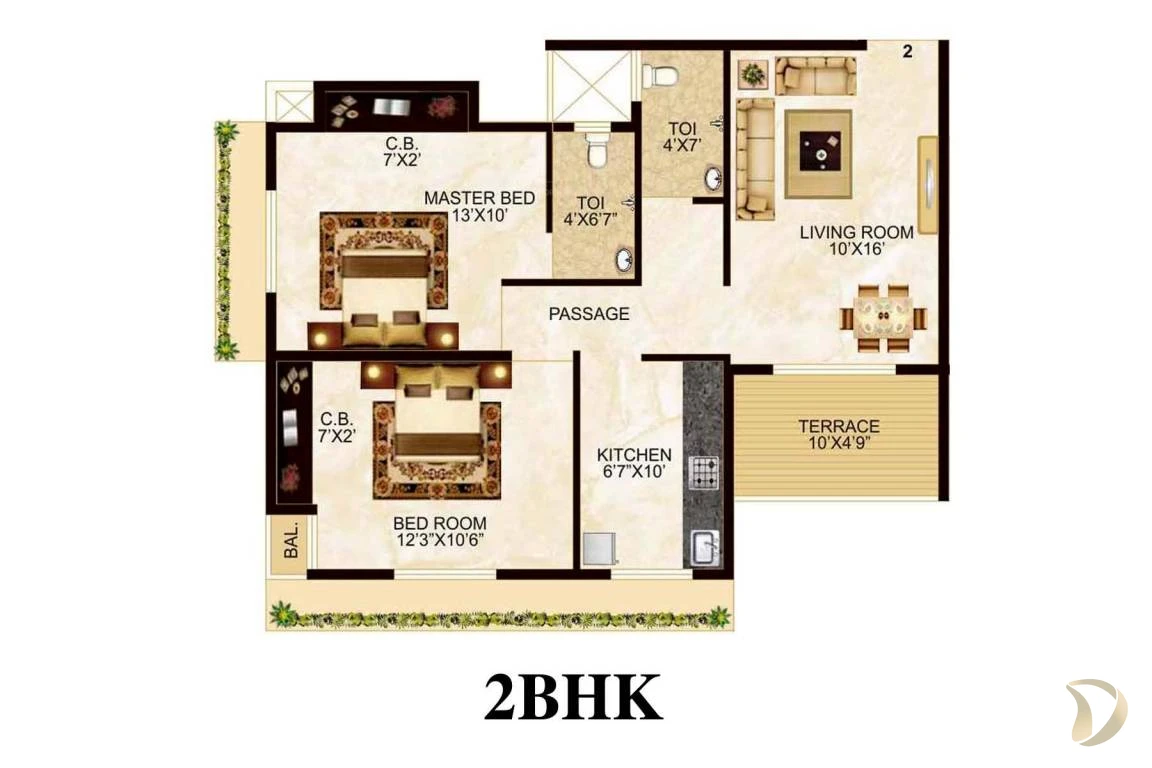 2
TOI
4'X7'
C.B.
7'X2'
MASTER BED
13'X10'
TOI
4'X6'7"
LIVING ROOM
10'X16'
PASSAGE
C.B.
7'X2'
TERRACE
10'X4'9"
KITCHEN
6'7"X10'
BED ROOM
12'3"X10'6"
BAL.
2BHK